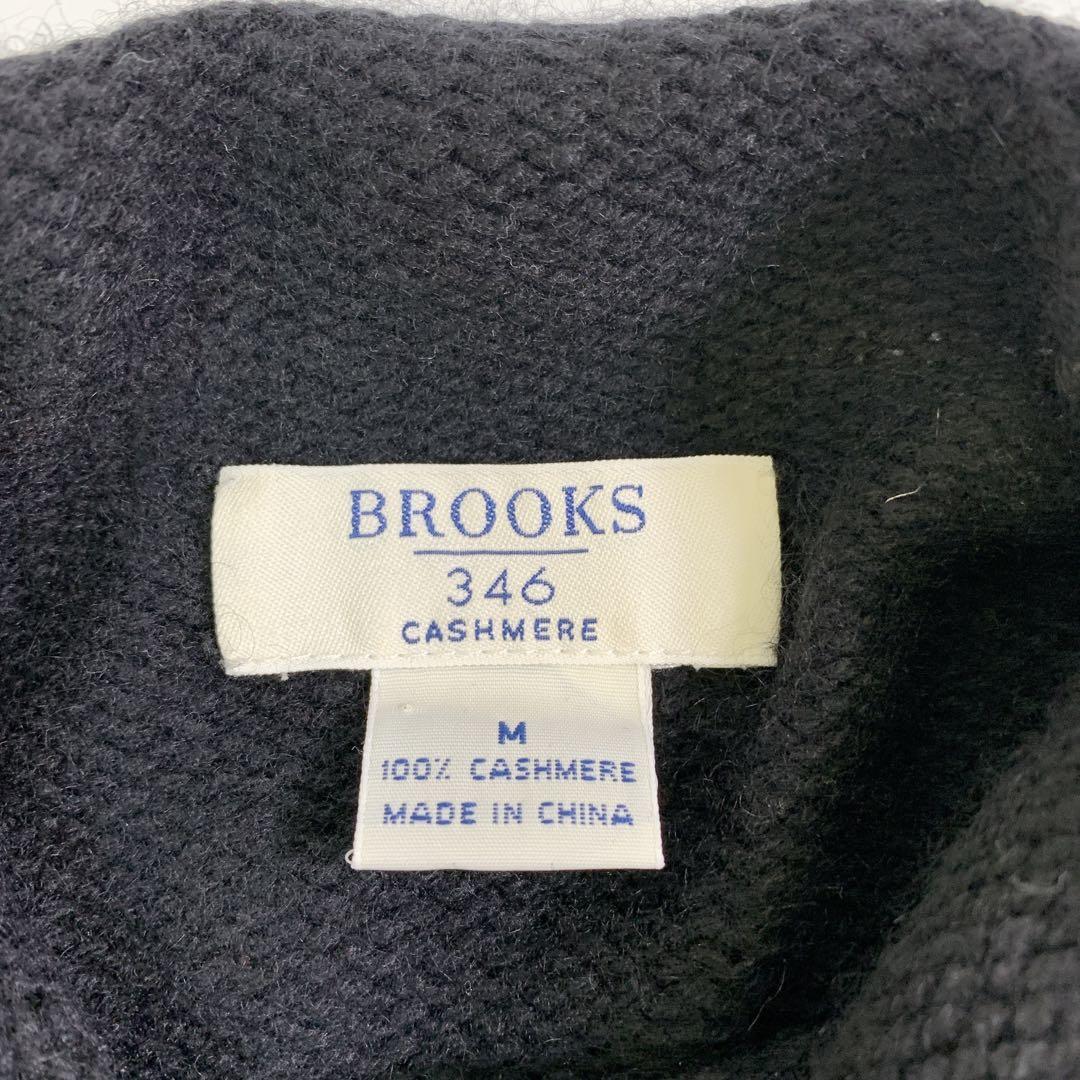 BROOKS
346
CASHMERE
M
100% CASHMERE
MADE IN CHINA